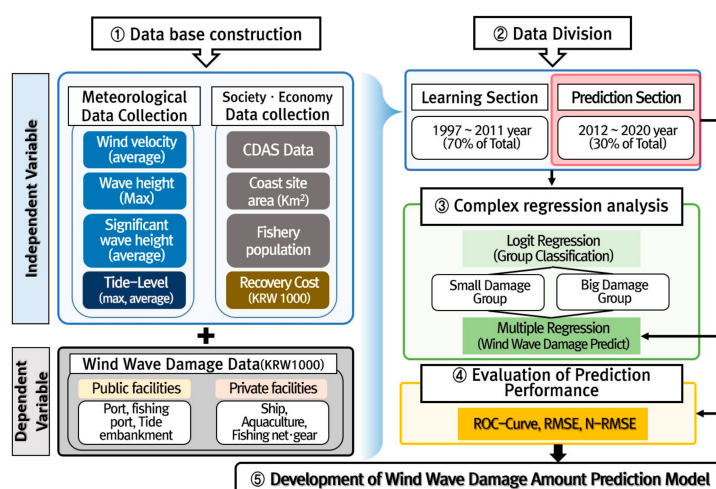 ① Data base construction
Independent Variable
Meteorological
Data Collection
Wind velocity
(average)
Wave height
(Max)
Significant
wave height
(average)
Tide-Level
(max, average)
Society · Economy
Data collection
CDAS Data
Coast site
area (Km²)
Fishery
population
Recovery Cost
(KRW 1000)
+
Dependent
Variable
Wind Wave Damage Data(KRW1000)
Public facilities
Port, fishing
port, Tide
embankment
Private facilities
Ship,
Aquaculture,
Fishing net·gear
② Data Division
Learning Section
1997 ~ 2011 year
(70% of Total)
Prediction Section
2012 ~ 2020 year
(30% of Total)
③ Complex regression analysis
Logit Regression
(Group Classification)
Small Damage
Group
Big Damage
Group
Multiple Regression
(Wind Wave Damage Predict)
④ Evaluation of Prediction
Performance
ROC-Curve, RMSE, N-RMSE
⑤ Development of Wind Wave Damage Amount Prediction Model